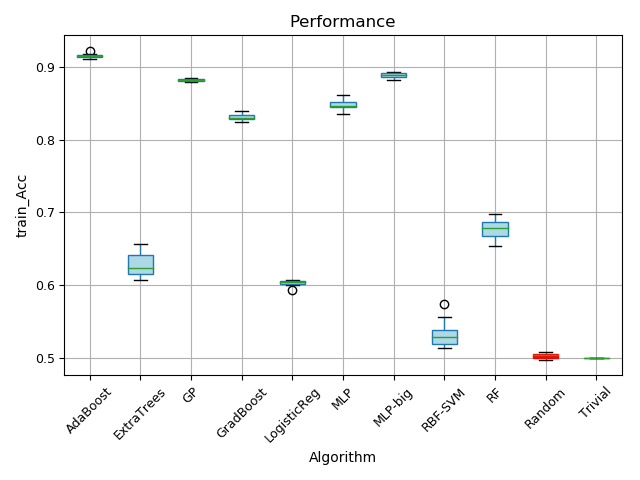 Performance
train_Acc
0.9
0.8
0.7
0.6
0.5
AdaBoost
ExtraTrees
GP
GradBoost
LogisticReg
MLP
MLP-big
RBF-SVM
RF
Random
Trivial
Algorithm